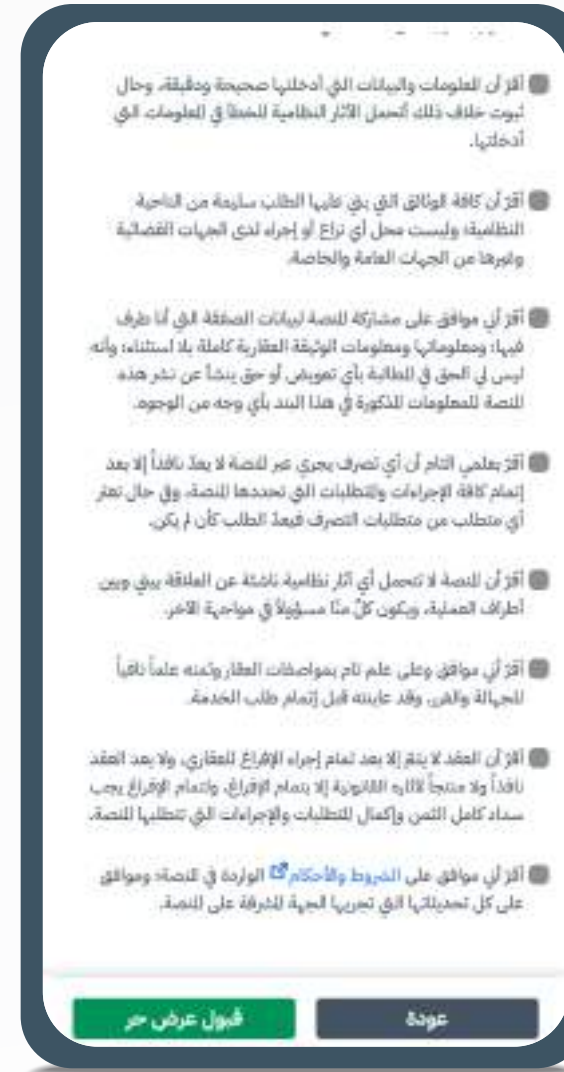 أقرّ أن المعلومات والبيانات التي أدخلتها صحيحة ودقيقة، وحال
ثبوت خلاف ذلك أتحمل الآثار النظامية للخطأ في المعلومات التي
أدخلتها.
أقرّ أن كافة الوثائق التي بني عليها الطلب سليمة من الناحية
النظامية؛ وليست محل أي نزاع أو إجراء لدى الجهات القضائية
وغيرها من الجهات العامة والخاصة.
أقرّ أني موافق على مشاركة المنصة لبيانات الصفقة التي أنا طرف
فيها؛ ومعلوماتها ومعلومات الوثيقة العقارية كاملة بلا استثناء؛ وأنه
ليس لي الحق في المطالبة بأي تعويض أو حق ينشأ عن نشر هذه
المنصة للمعلومات المذكورة في هذا البند بأي وجه من الوجوه.
أقرّ بعلمي التام أن أي تصرف يجري عبر المنصة لا يعدّ نافذاً إلا بعد
إتمام كافة الإجراءات والمتطلبات التي تحددها المنصة، وفي حال تعثر
أي متطلب من متطلبات التصرف فيعدّ الطلب كأن لم يكن.
أقرّ أن المنصة لا تتحمل أي آثار نظامية ناشئة عن العلاقة بيني وبين
أطراف العملية، ويكون كلٌ منّا مسؤولاً في مواجهة الآخر.
أقرّ أني موافق وعلى علم تام بمواصفات العقار وثمنه علماً نافياً
للجهالة والغرر، وقد عاينته قبل إتمام طلب الخدمة.
أقرّ أن العقد لا يتمّ إلا بعد تمام إجراء الإفراغ العقاري، ولا يعد العقد
نافذاً ولا منتجاً لآثاره القانونية إلا بتمام الإفراغ، ولتمام الإفراغ يجب
سداد كامل الثمن وإكمال المتطلبات والإجراءات التي تتطلبها المنصة.
أقرّ أني موافق على الشروط والأحكام الواردة في المنصة؛ وموافق
على كل تحديثاتها التي تجريها الجهة المشرفة على المنصة.
عودة
قبول عرض حر